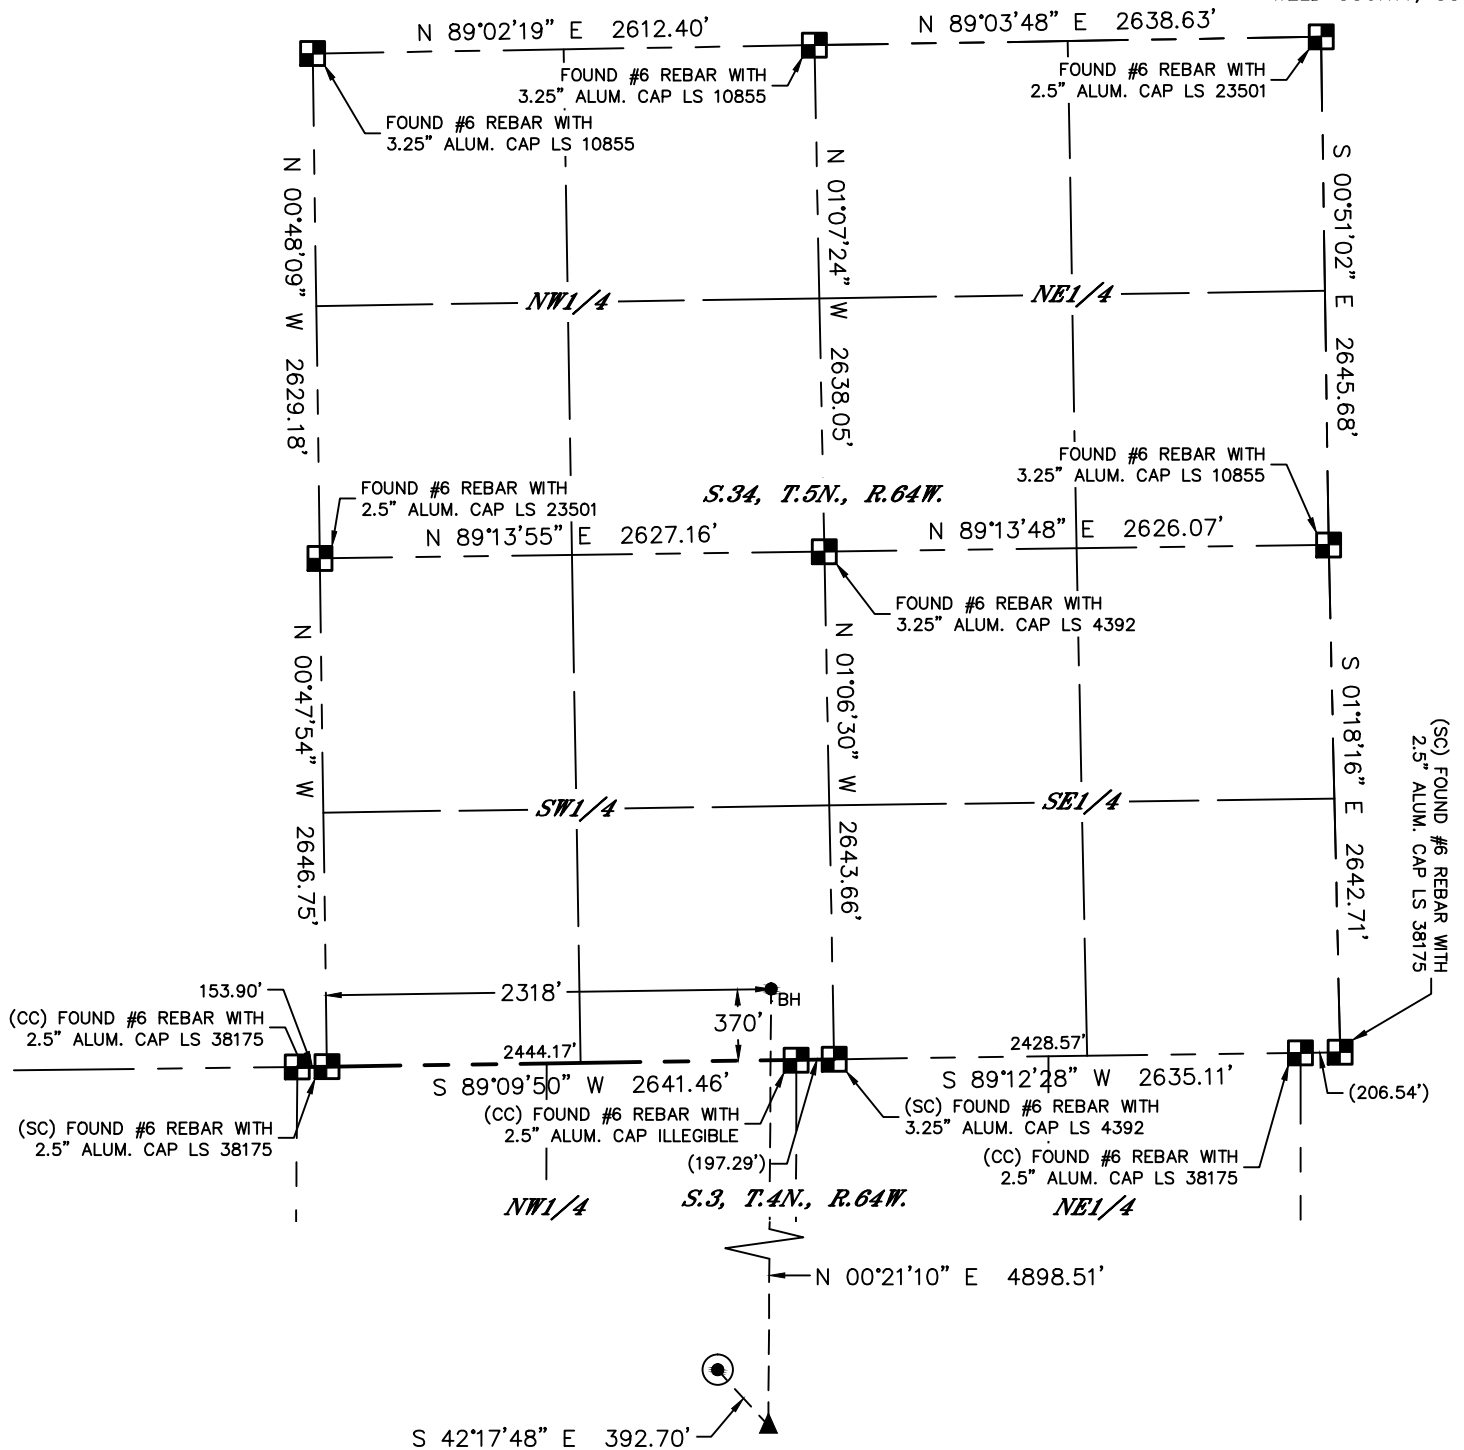 N 89°02'19" E 2612.40'
N 89°03'48" E 2638.63'
FOUND #6 REBAR WITH
3.25" ALUM. CAP LS 10855
FOUND #6 REBAR WITH
2.5" ALUM. CAP LS 23501
FOUND #6 REBAR WITH
3.25" ALUM. CAP LS 10855
N 00°48'09" W 2629.18'
N 01°07'24" W 2638.05'
S 00°51'02" E 2645.68'
NW1/4
NE1/4
FOUND #6 REBAR WITH
3.25" ALUM. CAP LS 10855
FOUND #6 REBAR WITH
2.5" ALUM. CAP LS 23501
S.34, T.5N., R.64W.
N 89°13'55" E 2627.16'
N 89°13'48" E 2626.07'
FOUND #6 REBAR WITH
3.25" ALUM. CAP LS 4392
N 00°47'54" W 2646.75'
N 01°06'30" W 2643.66'
S 01°18'16" E 2642.71'
(SC) FOUND #6 REBAR WITH
2.5" ALUM. CAP LS 38175
SW1/4
SE1/4
153.90'
2318'
BH
370'
(CC) FOUND #6 REBAR WITH
2.5" ALUM. CAP LS 38175
2444.17'
2428.57'
S 89°09'50" W 2641.46'
S 89°12'28" W 2635.11'
(206.54')
(CC) FOUND #6 REBAR WITH
2.5" ALUM. CAP ILLEGIBLE
(SC) FOUND #6 REBAR WITH
3.25" ALUM. CAP LS 4392
(SC) FOUND #6 REBAR WITH
2.5" ALUM. CAP LS 38175
(197.29')
(CC) FOUND #6 REBAR WITH
2.5" ALUM. CAP LS 38175
NW1/4
S.3, T.4N., R.64W.
NE1/4
N 00°21'10" E 4898.51'
S 42°17'48" E 392.70'